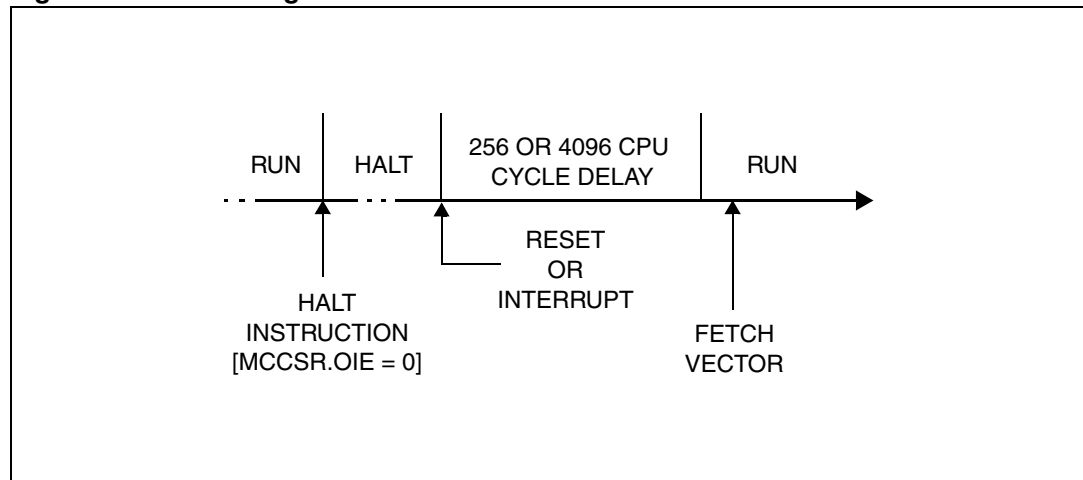 RUN
HALT
256 OR 4096 CPU
CYCLE DELAY
RUN
RESET
OR
INTERRUPT
HALT
INSTRUCTION
[MCCSR.OIE = 0]
FETCH
VECTOR